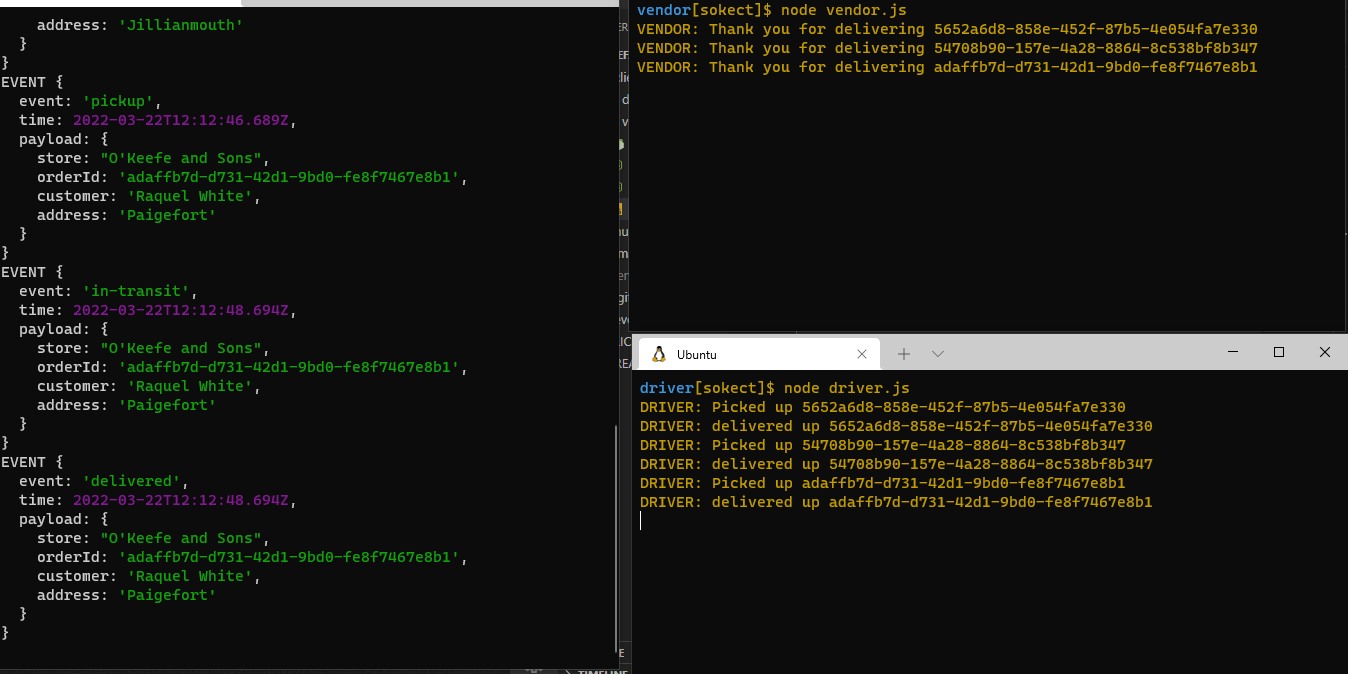 address: 'Jillianmouth'
  }
}
EVENT {
  event: 'pickup',
  time: 2022-03-22T12:12:46.689Z,
  payload: {
    store: "O'Keefe and Sons",
    orderId: 'adaffb7d-d731-42d1-9bd0-fe8f7467e8b1',
    customer: 'Raquel White',
    address: 'Paigefort'
  }
}
EVENT {
  event: 'in-transit',
  time: 2022-03-22T12:12:48.694Z,
  payload: {
    store: "O'Keefe and Sons",
    orderId: 'adaffb7d-d731-42d1-9bd0-fe8f7467e8b1',
    customer: 'Raquel White',
    address: 'Paigefort'
  }
}
EVENT {
  event: 'delivered',
  time: 2022-03-22T12:12:48.694Z,
  payload: {
    store: "O'Keefe and Sons",
    orderId: 'adaffb7d-d731-42d1-9bd0-fe8f7467e8b1',
    customer: 'Raquel White',
    address: 'Paigefort'
  }
}
vendor[sokect]$ node vendor.js
VENDOR: Thank you for delivering 5652a6d8-858e-452f-87b5-4e054fa7e330
VENDOR: Thank you for delivering 54708b90-157e-4a28-8864-8c538bf8b347
VENDOR: Thank you for delivering adaffb7d-d731-42d1-9bd0-fe8f7467e8b1
Ubuntu
driver[sokect]$ node driver.js
DRIVER: Picked up 5652a6d8-858e-452f-87b5-4e054fa7e330
DRIVER: delivered up 5652a6d8-858e-452f-87b5-4e054fa7e330
DRIVER: Picked up 54708b90-157e-4a28-8864-8c538bf8b347
DRIVER: delivered up 54708b90-157e-4a28-8864-8c538bf8b347
DRIVER: Picked up adaffb7d-d731-42d1-9bd0-fe8f7467e8b1
DRIVER: delivered up adaffb7d-d731-42d1-9bd0-fe8f7467e8b1